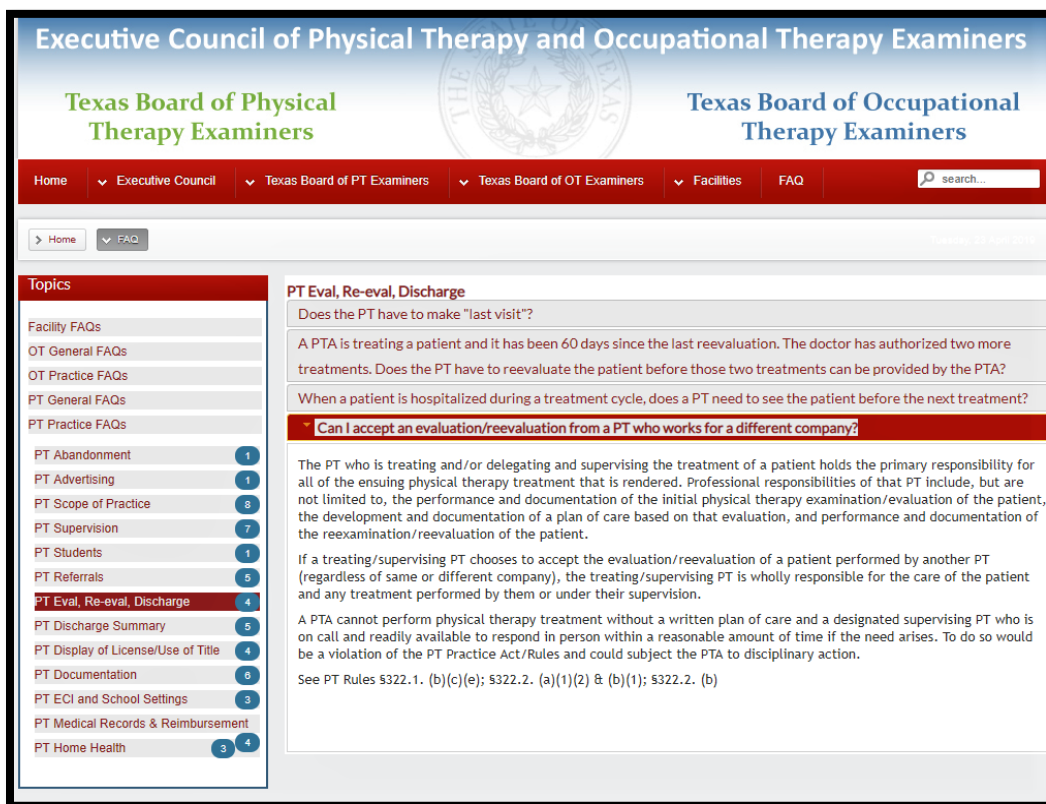 Executive Council of Physical Therapy and Occupational Therapy Examiners
Texas Board of Physical
Therapy Examiners
Texas Board of Occupational
Therapy Examiners
Home Executive Council Texas Board of PT Examiners Texas Board of OT Examiners Facilities FAQ search...
Home FAQ
Topics
Facility FAQs
OT General FAQs
OT Practice FAQs
PT General FAQs
PT Practice FAQs
PT Abandonment 1
PT Advertising 1
PT Scope of Practice 8
PT Supervision 7
PT Students 1
PT Referrals 5
PT Eval, Re-eval, Discharge 4
PT Discharge Summary 5
PT Display of License/Use of Title 4
PT Documentation 6
PT ECI and School Settings 3
PT Medical Records & Reimbursement 4
PT Home Health 3
PT Eval, Re-eval, Discharge
Does the PT have to make "last visit"?
A PTA is treating a patient and it has been 60 days since the last reevaluation. The doctor has authorized two more
treatments. Does the PT have to reevaluate the patient before those two treatments can be provided by the PTA?
When a patient is hospitalized during a treatment cycle, does a PT need to see the patient before the next treatment?
Can I accept an evaluation/reevaluation from a PT who works for a different company?
The PT who is treating and/or delegating and supervising the treatment of a patient holds the primary responsibility for
all of the ensuing physical therapy treatment that is rendered. Professional responsibilities of that PT include, but are
not limited to, the performance and documentation of the initial physical therapy examination/evaluation of the patient,
the development and documentation of a plan of care based on that evaluation, and performance and documentation of
the reexamination/reevaluation of the patient.
If a treating/supervising PT chooses to accept the evaluation/reevaluation of a patient performed by another PT
(regardless of same or different company), the treating/supervising PT is wholly responsible for the care of the patient
and any treatment performed by them or under their supervision.
A PTA cannot perform physical therapy treatment without a written plan of care and a designated supervising PT who is
on call and readily available to respond in person within a reasonable amount of time if the need arises. To do so would
be a violation of the PT Practice Act/Rules and could subject the PTA to disciplinary action.
See PT Rules §322.1. (b)(c)(e); §322.2. (a)(1)(2) & (b)(1); §322.2. (b)